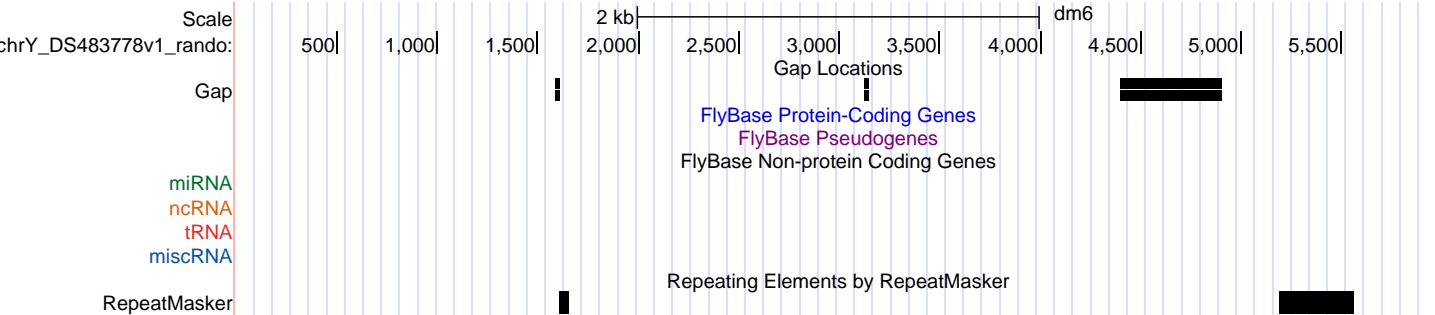 Scale 2 kb dm6
chrY_DS483778v1_rando: 500 1,000 1,500 2,000 2,500 3,000 3,500 4,000 4,500 5,000 5,500
Gap Locations
Gap
FlyBase Protein-Coding Genes
FlyBase Pseudogenes
FlyBase Non-protein Coding Genes
miRNA
ncRNA
tRNA
miscRNA
Repeating Elements by RepeatMasker
RepeatMasker